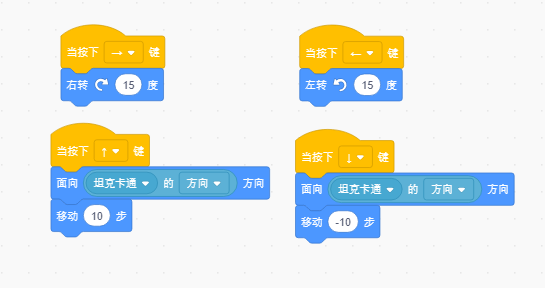 当按下 → 键
右转 15 度
当按下 ← 键
左转 15 度
当按下 ↑ 键
面向 坦克卡通 的 方向 方向
移动 10 步
当按下 ↓ 键
面向 坦克卡通 的 方向 方向
移动 -10 步